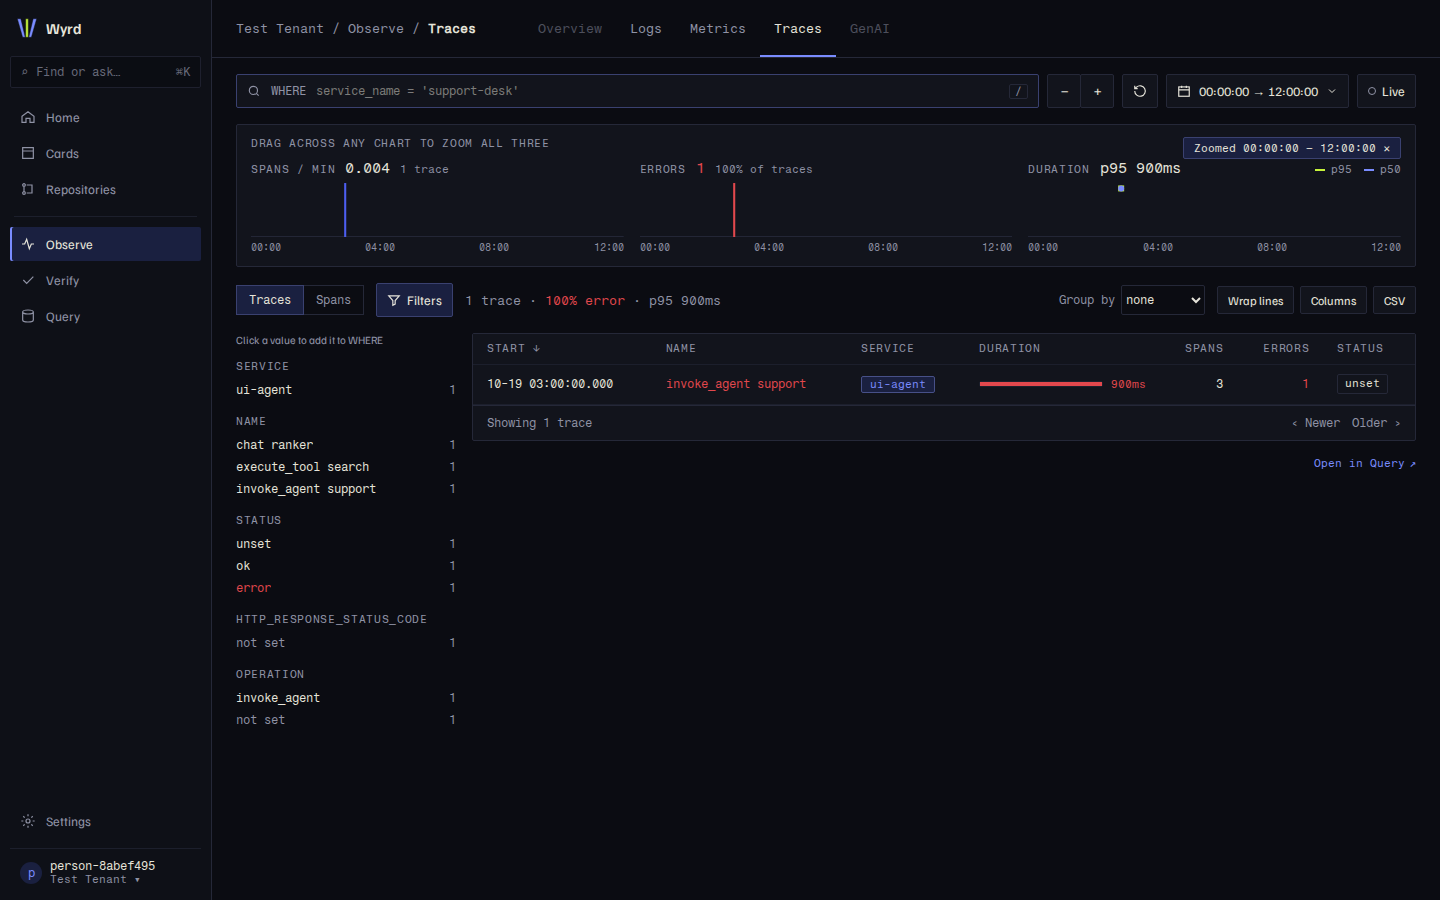 Wyrd
Find or ask… ⌘K
Home
Cards
Repositories
Observe
Verify
Query
Settings
p
person-8abef495
Test Tenant ▾
Test Tenant / Observe / Traces
Overview Logs Metrics Traces GenAI
WHERE service_name = 'support-desk' /
− +
00:00:00 → 12:00:00
Live
DRAG ACROSS ANY CHART TO ZOOM ALL THREE
Zoomed 00:00:00 – 12:00:00 ×
SPANS / MIN 0.004 1 trace
00:00 04:00 08:00 12:00
ERRORS 1 100% of traces
00:00 04:00 08:00 12:00
DURATION p95 900ms
p95 p50
00:00 04:00 08:00 12:00
Traces Spans
Filters
1 trace · 100% error · p95 900ms
Group by none
Wrap lines Columns CSV
Click a value to add it to WHERE
SERVICE
ui-agent 1
NAME
chat ranker 1
execute_tool search 1
invoke_agent support 1
STATUS
unset 1
ok 1
error 1
HTTP_RESPONSE_STATUS_CODE
not set 1
OPERATION
invoke_agent 1
not set 1
START ↓ NAME SERVICE DURATION SPANS ERRORS STATUS
10-19 03:00:00.000 invoke_agent support ui-agent 900ms 3 1 unset
Showing 1 trace ‹ Newer Older ›
Open in Query ↗